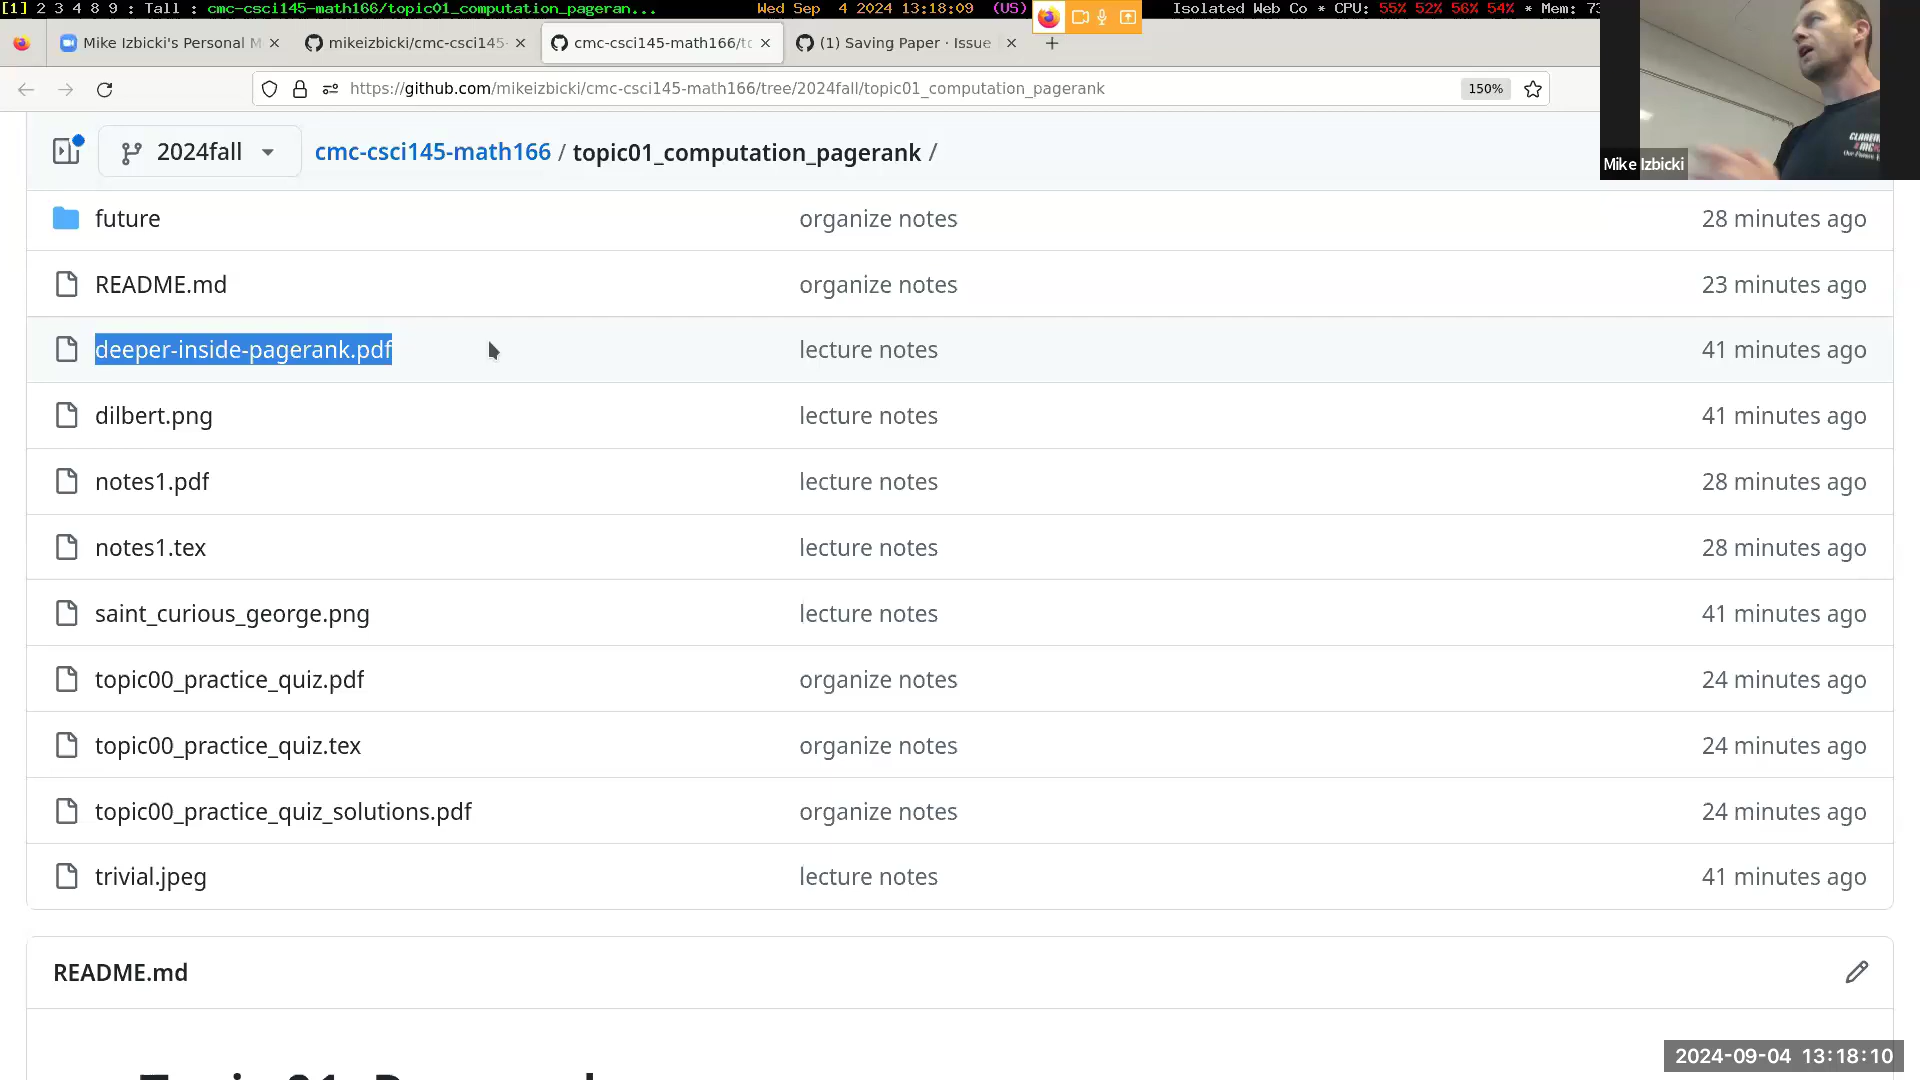 [1] 2 3 4 8 9 : Tall : cmc-csci145-math166/topic01_computation_pageran... Wed Sep 4 2024 13:18:09 (US) Isolated Web Co * CPU: 55% 52% 56% 54% * Mem: 73
Mike Izbicki's Personal M × mikeizbicki/cmc-csci145- × cmc-csci145-math166/to × (1) Saving Paper · Issue × +
https://github.com/mikeizbicki/cmc-csci145-math166/tree/2024fall/topic01_computation_pagerank 150%
CLAREM
Mike Izbicki
2024fall cmc-csci145-math166 / topic01_computation_pagerank /
future organize notes 28 minutes ago
README.md organize notes 23 minutes ago
deeper-inside-pagerank.pdf lecture notes 41 minutes ago
dilbert.png lecture notes 41 minutes ago
notes1.pdf lecture notes 28 minutes ago
notes1.tex lecture notes 28 minutes ago
saint_curious_george.png lecture notes 41 minutes ago
topic00_practice_quiz.pdf organize notes 24 minutes ago
topic00_practice_quiz.tex organize notes 24 minutes ago
topic00_practice_quiz_solutions.pdf organize notes 24 minutes ago
trivial.jpeg lecture notes 41 minutes ago
README.md
2024-09-04 13:18:10